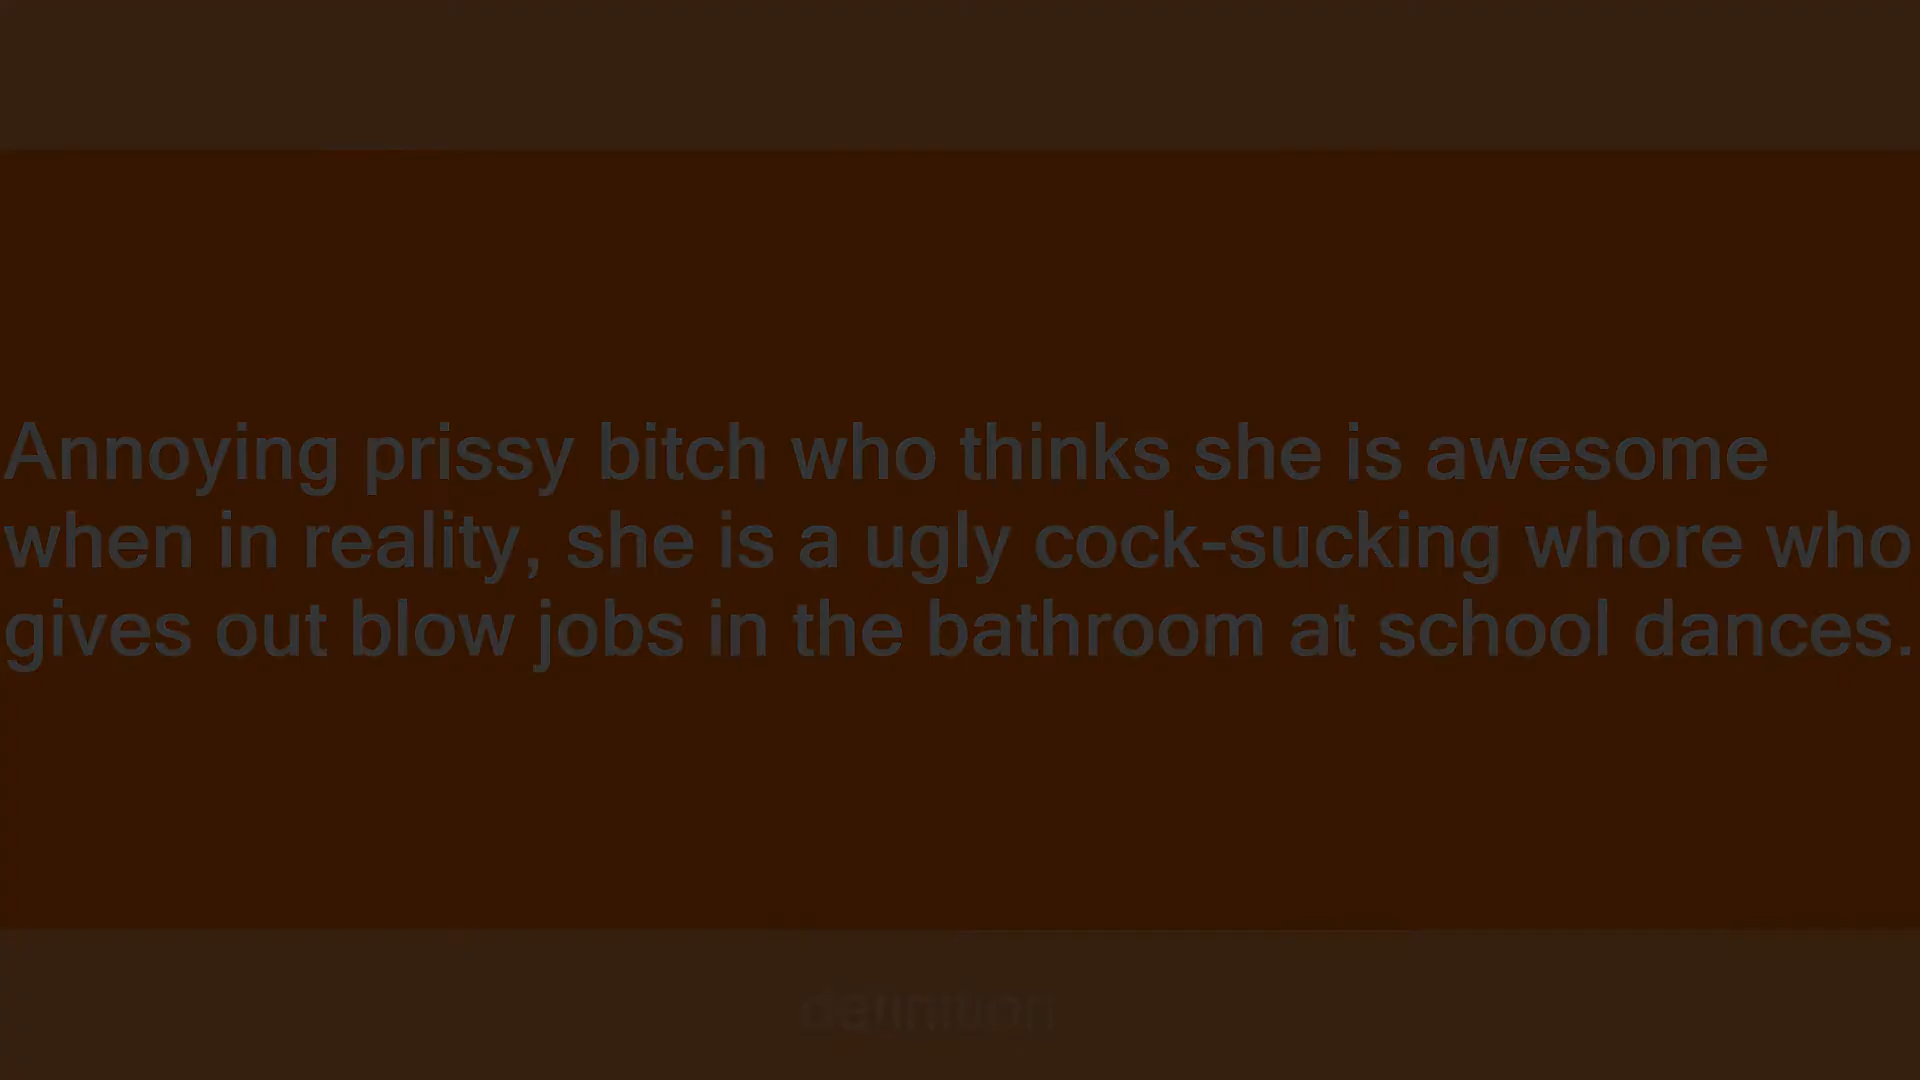 Annoying prissy bitch who thinks she is awesome
when in reality, she is a ugly cock-sucking whore who
gives out blow jobs in the bathroom at school dances.
definition